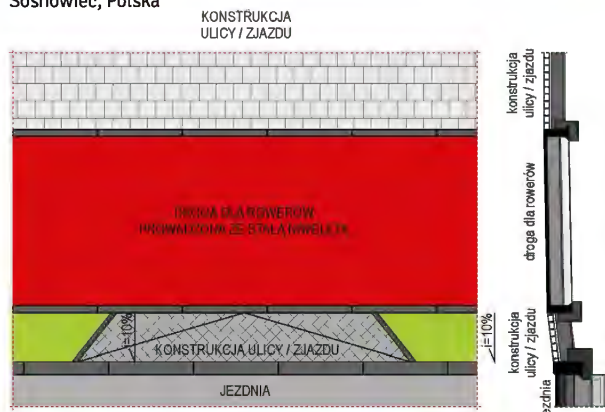 Sosnowiec, Polska
KONSTRUKCJA
ULICY / ZJAZDU
konstrukcja
ulicy / zjazdu
DROGA DLA ROWERÓW
PROWADZONA ZE STAŁĄ NIWELETĄ
droga dla rowerów
i=10%
i=10%
KONSTRUKCJA ULICY / ZJAZDU
konstrukcja
ulicy / zjazdu
JEZDNIA
jezdnia